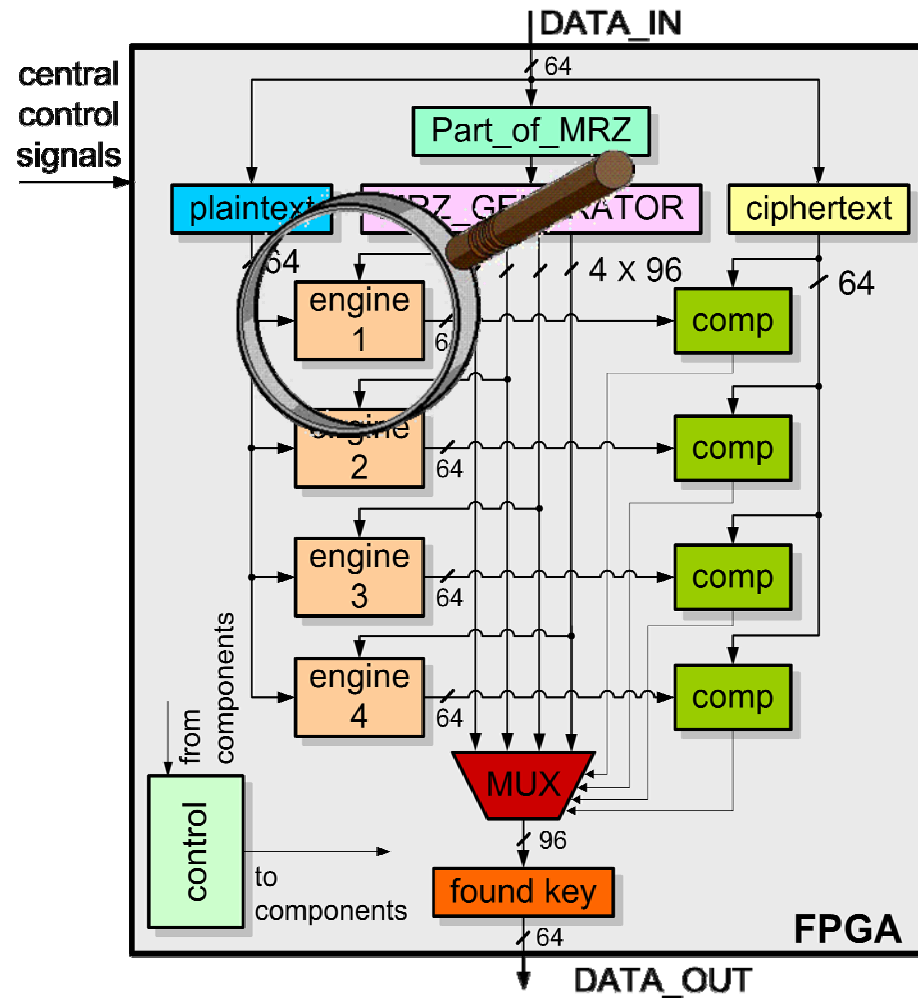 DATA_IN
central
control
signals
64
Part_of_MRZ
plaintext
ciphertext
64
4 x 96
64
engine
1
comp
engine
2
64
comp
engine
3
64
comp
engine
4
64
comp
from
components
MUX
control
96
to
components
found key
64
FPGA
DATA_OUT